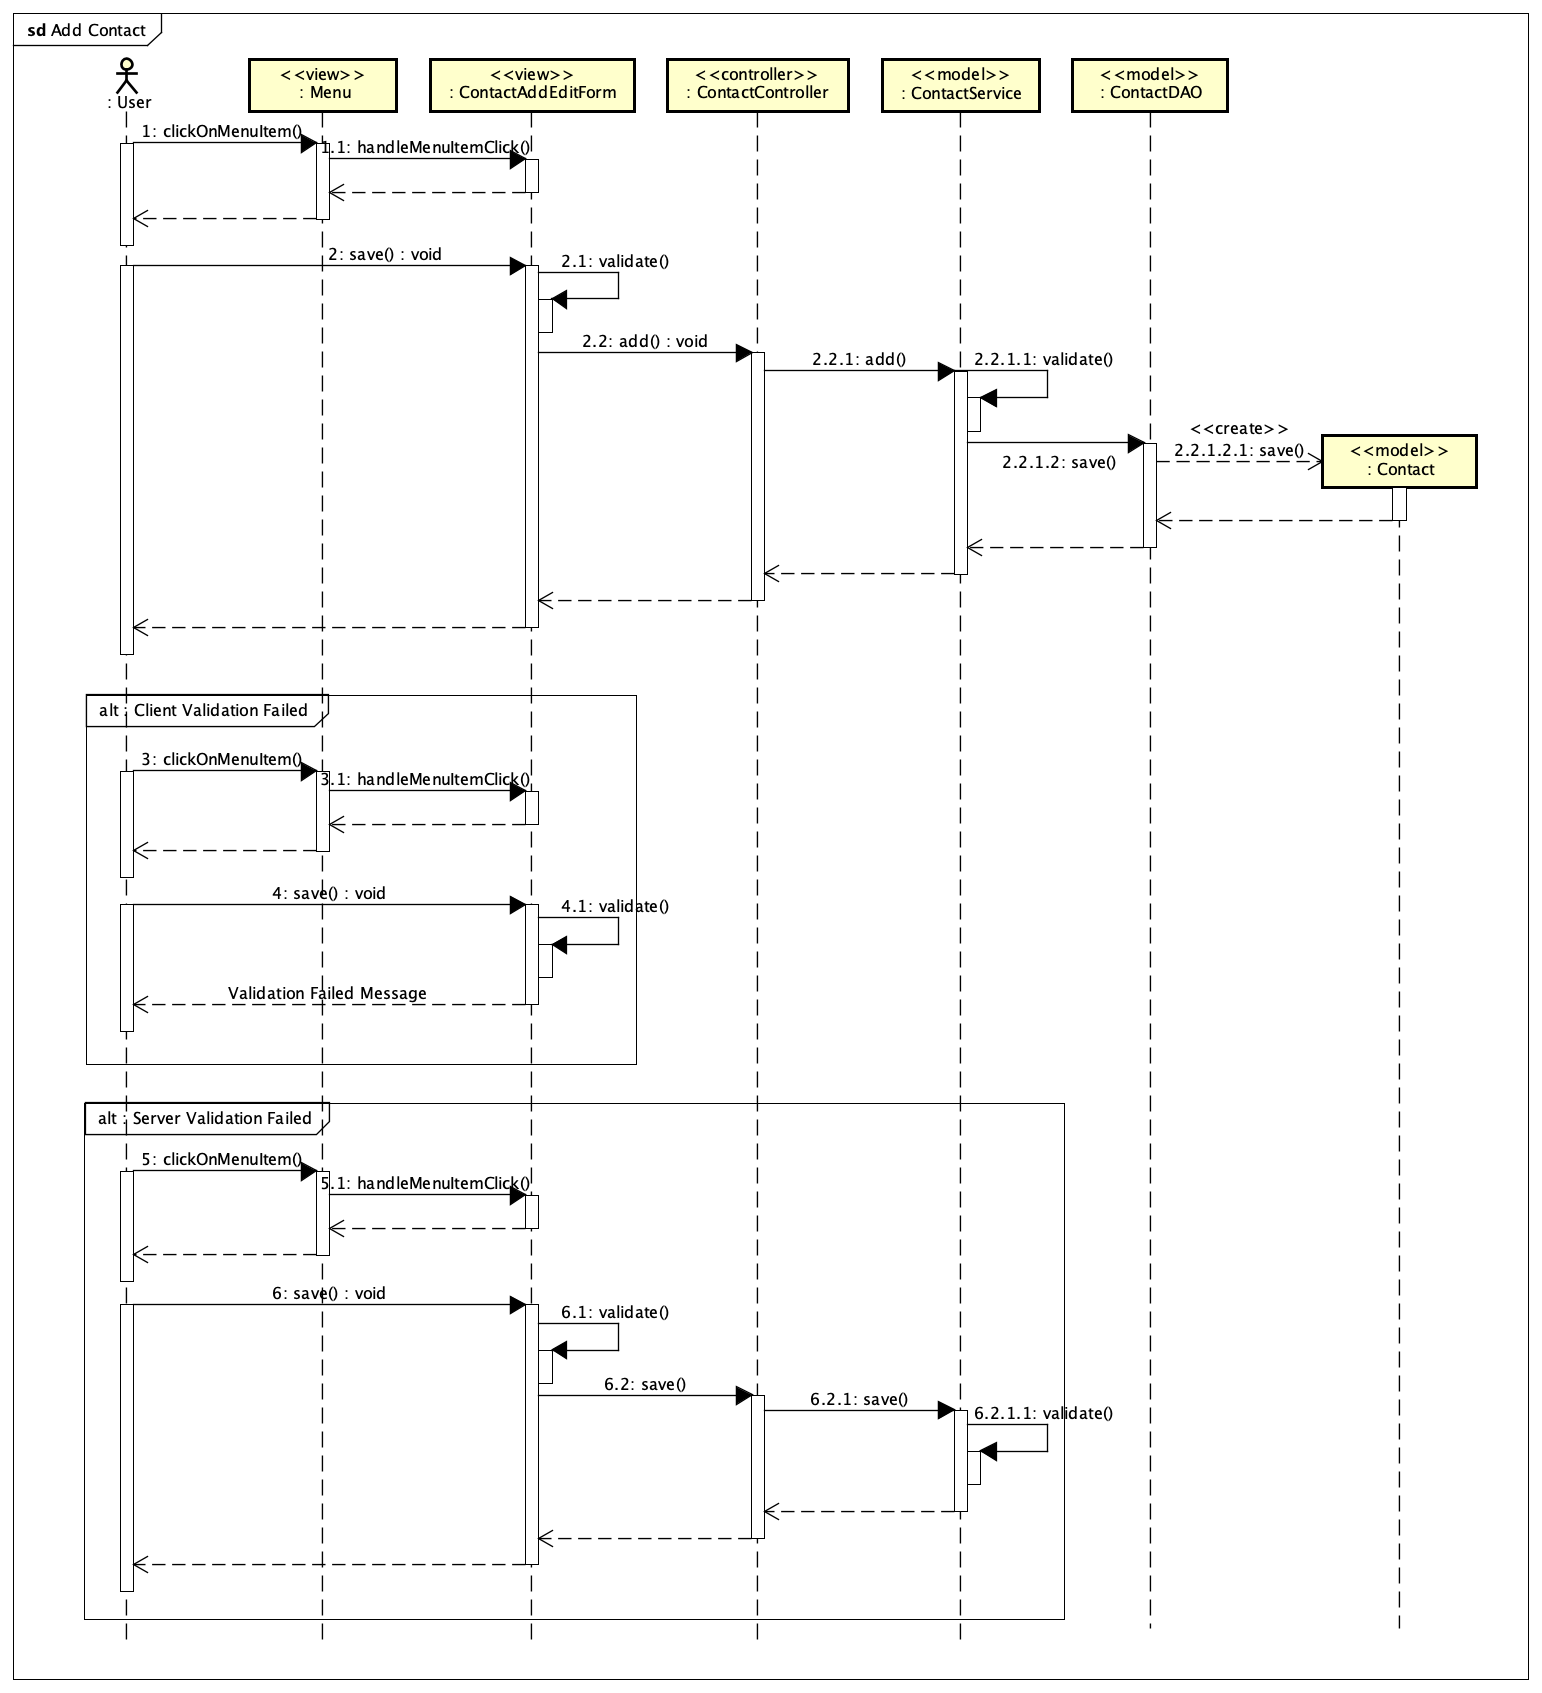 sd Add Contact
: User
<<view>>
: Menu
<<view>>
: ContactAddEditForm
<<controller>>
: ContactController
<<model>>
: ContactService
<<model>>
: ContactDAO
1: clickOnMenuItem()
1.1: handleMenuItemClick()
2: save() : void
2.1: validate()
2.2: add() : void
2.2.1: add()
2.2.1.1: validate()
<<create>>
2.2.1.2.1: save()
<<model>>
: Contact
2.2.1.2: save()
alt : Client Validation Failed
3: clickOnMenuItem()
3.1: handleMenuItemClick()
4: save() : void
4.1: validate()
Validation Failed Message
alt : Server Validation Failed
5: clickOnMenuItem()
5.1: handleMenuItemClick()
6: save() : void
6.1: validate()
6.2: save()
6.2.1: save()
6.2.1.1: validate()